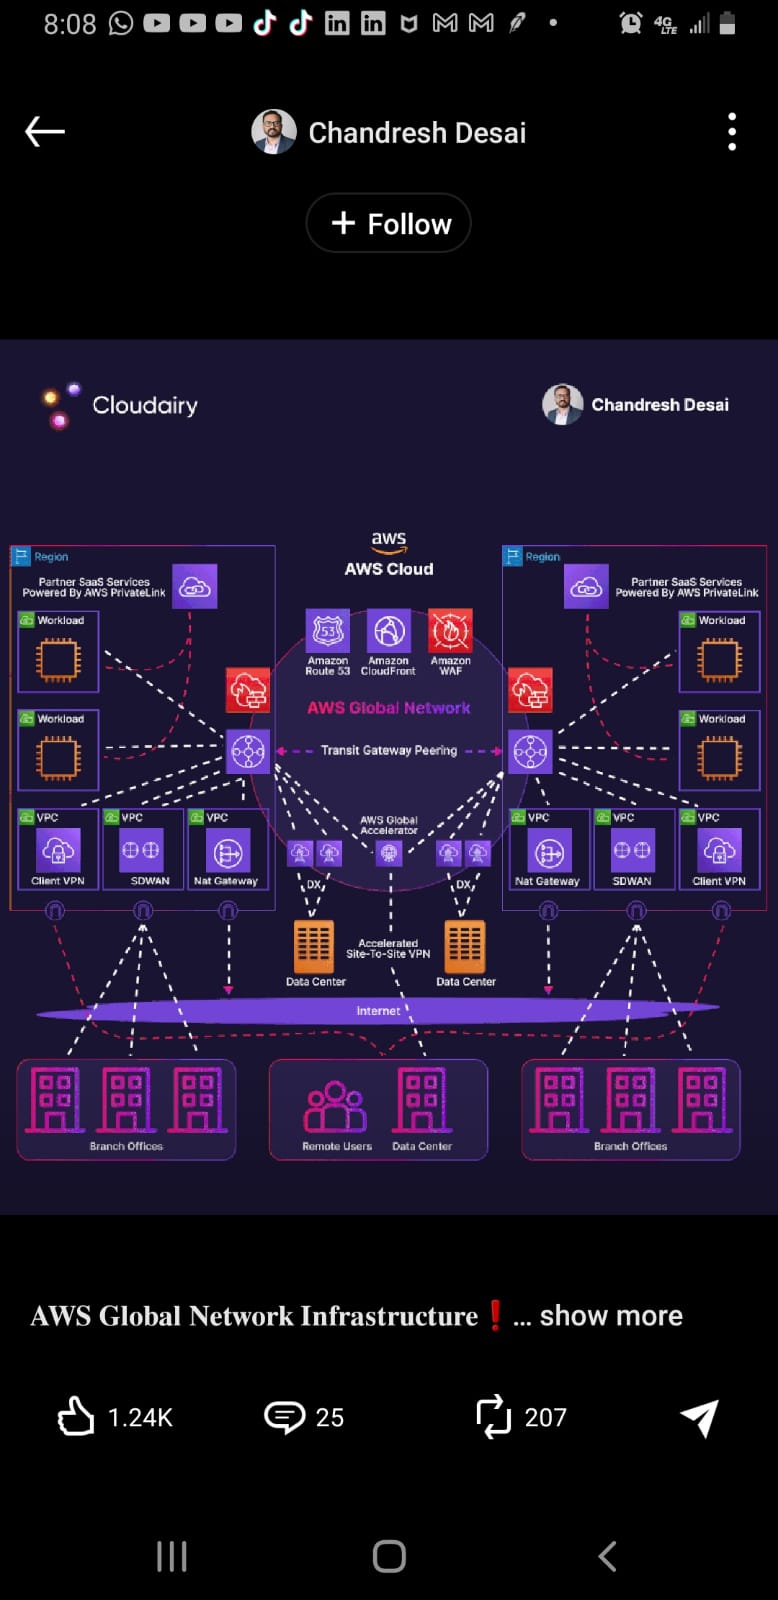 8:08
4G
LTE
Chandresh Desai
+ Follow
Cloudairy
Chandresh Desai
aws
AWS Cloud
Region
Partner SaaS Services
Powered By AWS PrivateLink
Workload
Workload
VPC
VPC
VPC
Client VPN
SDWAN
Nat Gateway
53
Amazon
Route 53
Amazon
CloudFront
Amazon
WAF
AWS Global Network
Transit Gateway Peering
AWS Global
Accelerator
DX
DX
Accelerated
Site-To-Site VPN
Data Center
Data Center
Region
Partner SaaS Services
Powered By AWS PrivateLink
Workload
Workload
VPC
VPC
VPC
Nat Gateway
SDWAN
Client VPN
Internet
Branch Offices
Remote Users
Data Center
Branch Offices
AWS Global Network Infrastructure❗... show more
1.24K
25
207